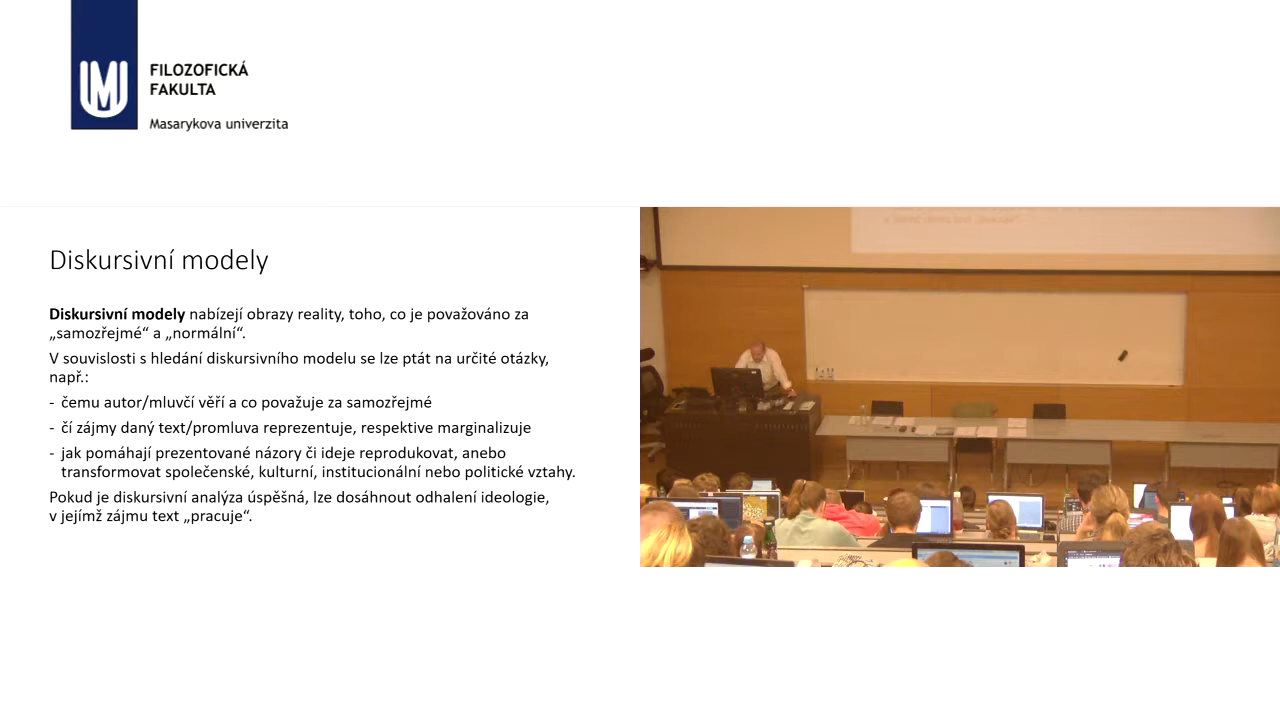 FILOZOFICKÁ
FAKULTA
Masarykova univerzita
Diskursivní modely
Diskursivní modely nabízejí obrazy reality, toho, co je považováno za
„samozřejmé“ a „normální“.
V souvislosti s hledání diskursivního modelu se lze ptát na určité otázky,
např.:
- čemu autor/mluvčí věří a co považuje za samozřejmé
- čí zájmy daný text/promluva reprezentuje, respektive marginalizuje
- jak pomáhají prezentované názory či ideje reprodukovat, anebo
transformovat společenské, kulturní, institucionální nebo politické vztahy.
Pokud je diskursivní analýza úspěšná, lze dosáhnout odhalení ideologie,
v jejímž zájmu text „pracuje“.